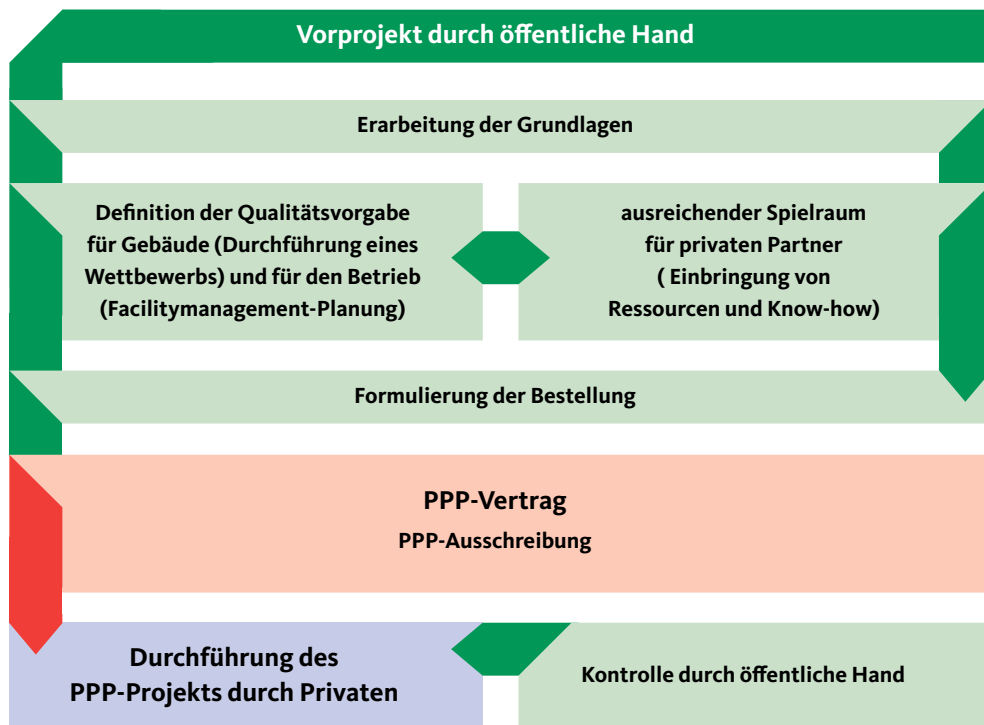 Vorprojekt durch öffentliche Hand
Erarbeitung der Grundlagen
Definition der Qualitätsvorgabe
für Gebäude (Durchführung eines
Wettbewerbs) und für den Betrieb
(Facilitymanagement-Planung)
ausreichender Spielraum
für privaten Partner
( Einbringung von
Ressourcen und Know-how)
Formulierung der Bestellung
PPP-Vertrag
PPP-Ausschreibung
Durchführung des
PPP-Projekts durch Privaten
Kontrolle durch öffentliche Hand